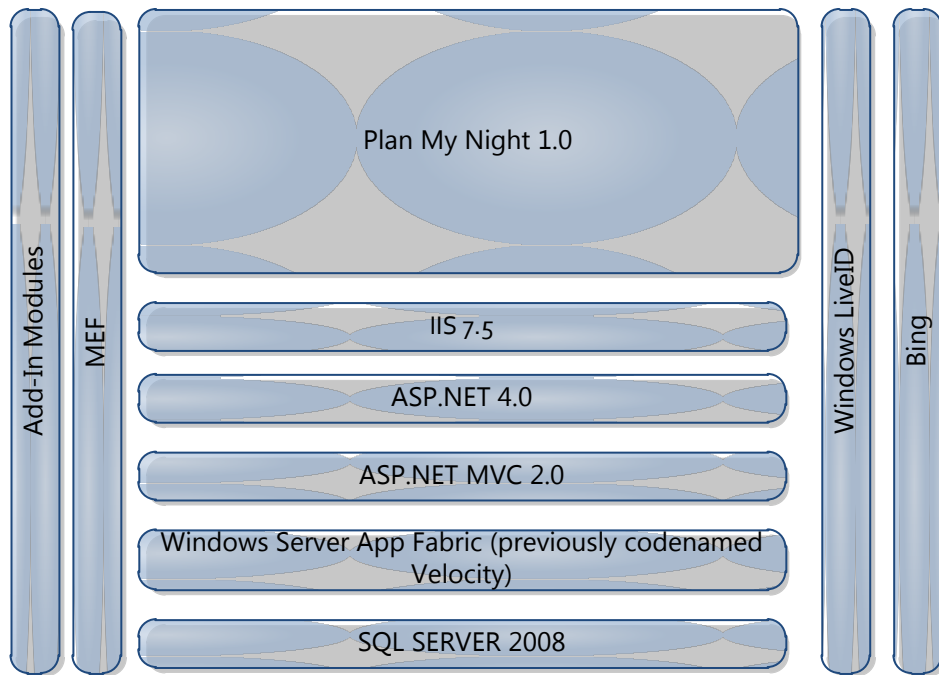 Add-In Modules
MEF
Plan My Night 1.0
IIS 7.5
ASP.NET 4.0
ASP.NET MVC 2.0
Windows Server App Fabric (previously codenamed
Velocity)
SQL SERVER 2008
Windows LiveID
Bing